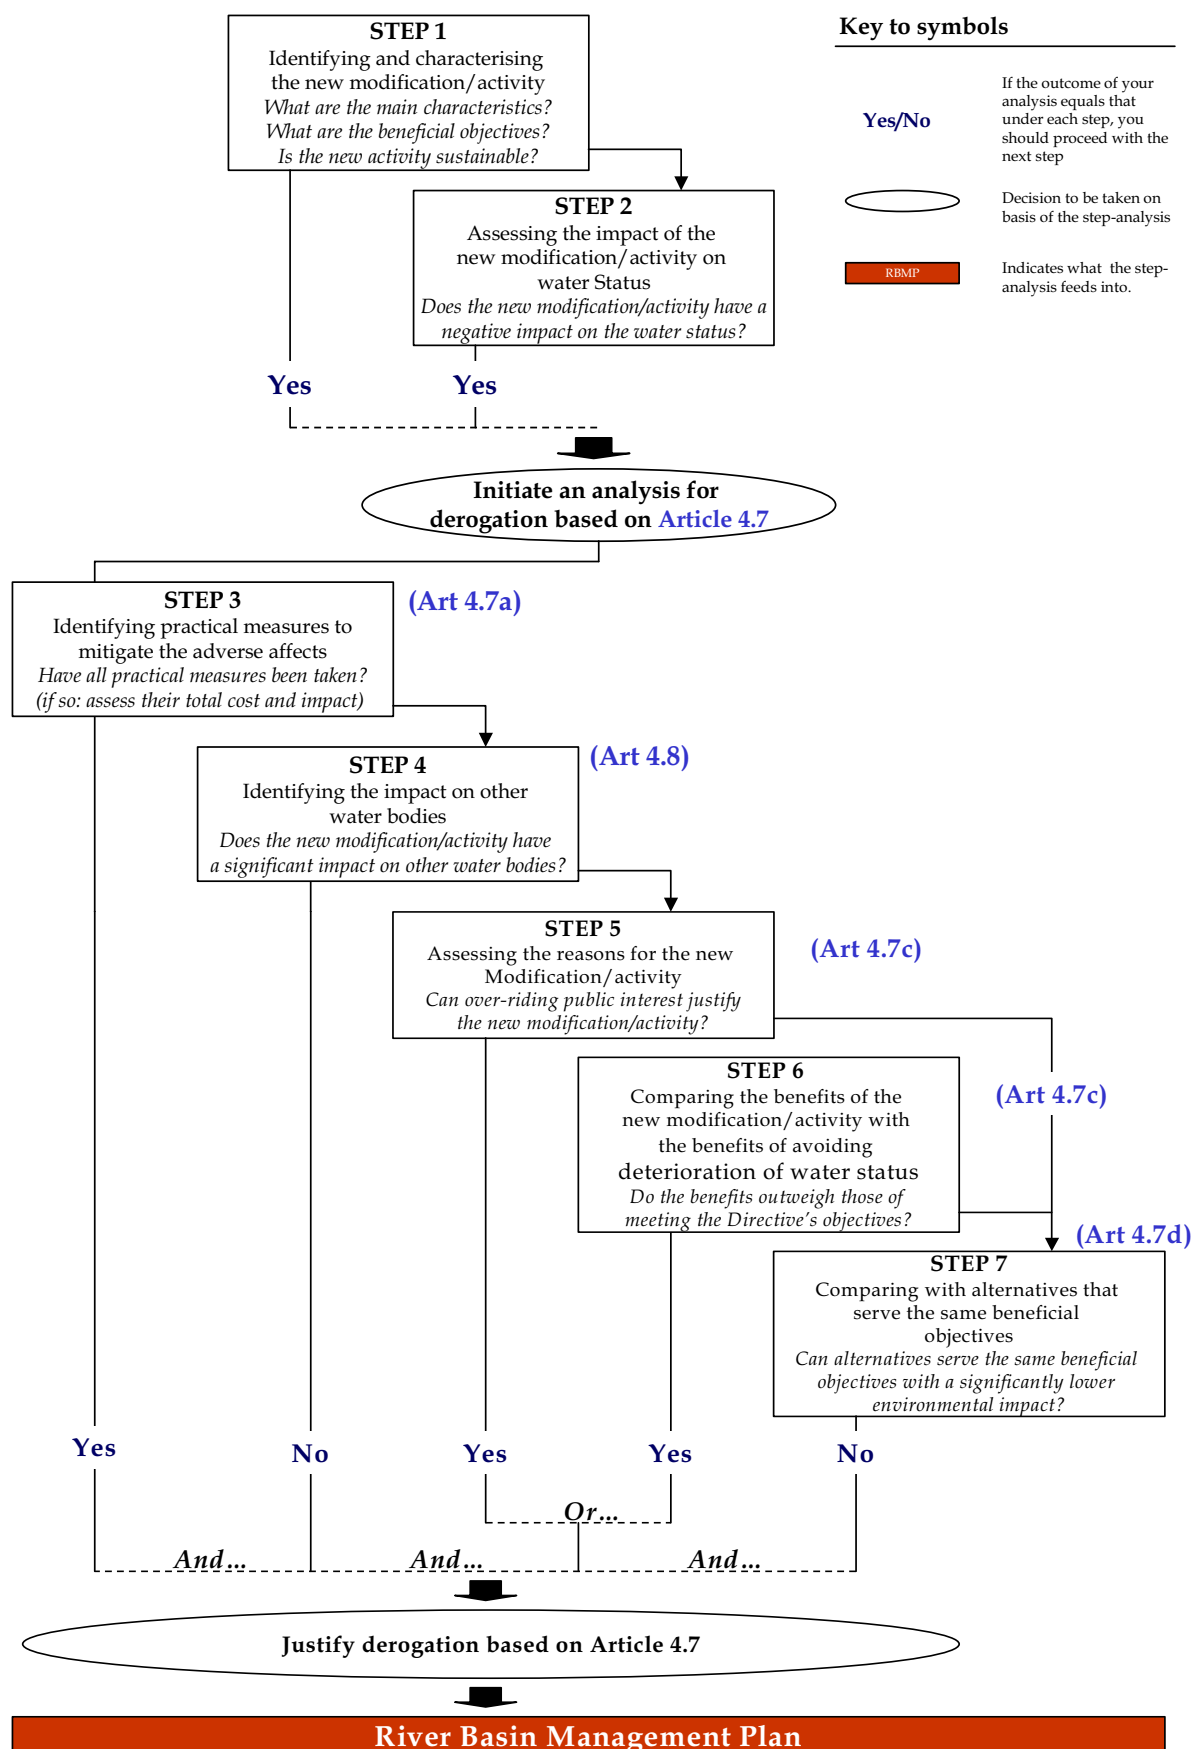 STEP 1
Identifying and characterising
the new modification/activity
What are the main characteristics?
What are the beneficial objectives?
Is the new activity sustainable?
Key to symbols
Yes/No
If the outcome of your
analysis equals that
under each step, you
should proceed with the
next step
Decision to be taken on
basis of the step-analysis
RBMP
Indicates what the step-
analysis feeds into.
STEP 2
Assessing the impact of the
new modification/activity on
water Status
Does the new modification/activity have a
negative impact on the water status?
Yes
Yes
Initiate an analysis for
derogation based on Article 4.7
STEP 3
Identifying practical measures to
mitigate the adverse affects
Have all practical measures been taken?
(if so: assess their total cost and impact)
(Art 4.7a)
STEP 4
Identifying the impact on other
water bodies
Does the new modification/activity have
a significant impact on other water bodies?
(Art 4.8)
STEP 5
Assessing the reasons for the new
Modification/activity
Can over-riding public interest justify
the new modification/activity?
(Art 4.7c)
STEP 6
Comparing the benefits of the
new modification/activity with
the benefits of avoiding
deterioration of water status
Do the benefits outweigh those of
meeting the Directive's objectives?
(Art 4.7c)
(Art 4.7d)
STEP 7
Comparing with alternatives that
serve the same beneficial
objectives
Can alternatives serve the same beneficial
objectives with a significantly lower
environmental impact?
Yes
No
Yes
Yes
No
Or...
And...
And...
And...
Justify derogation based on Article 4.7
River Basin Management Plan